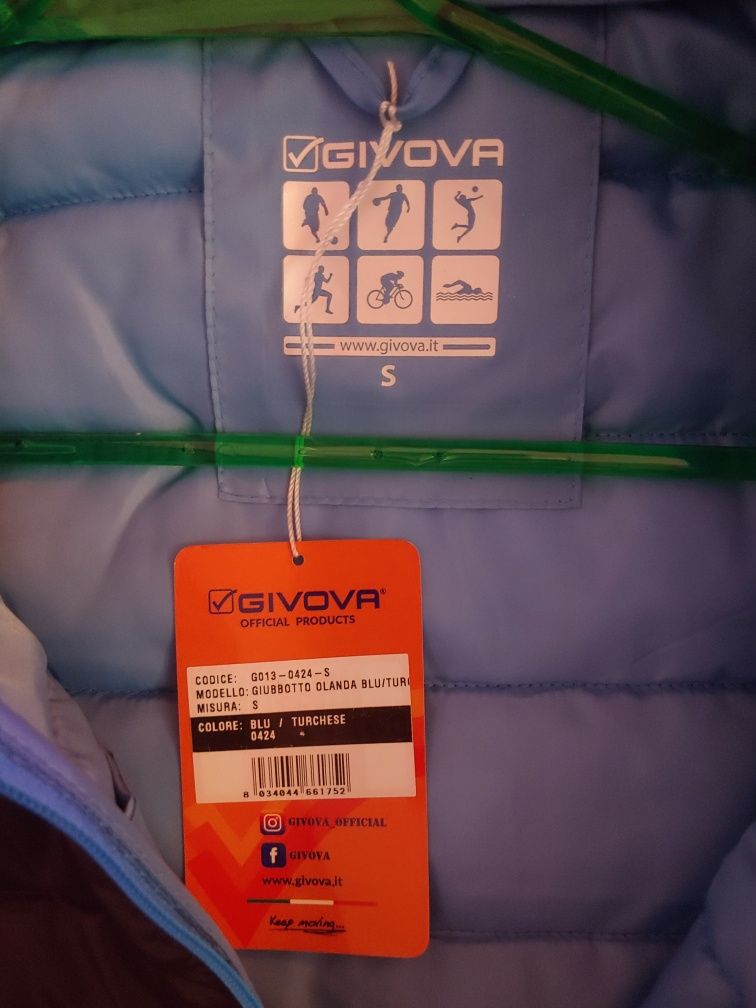 GIVOVA
www.givova.it
S
GIVOVA®
OFFICIAL PRODUCTS
CODICE: G013-0424-S
MODELLO: GIUBBOTTO OLANDA BLU/TUR
MISURA: S
COLORE: BLU / TURCHESE
0424
8 034044 661752
GIVOVA_OFFICIAL
GIVOVA
www.givova.it
Keep moving...